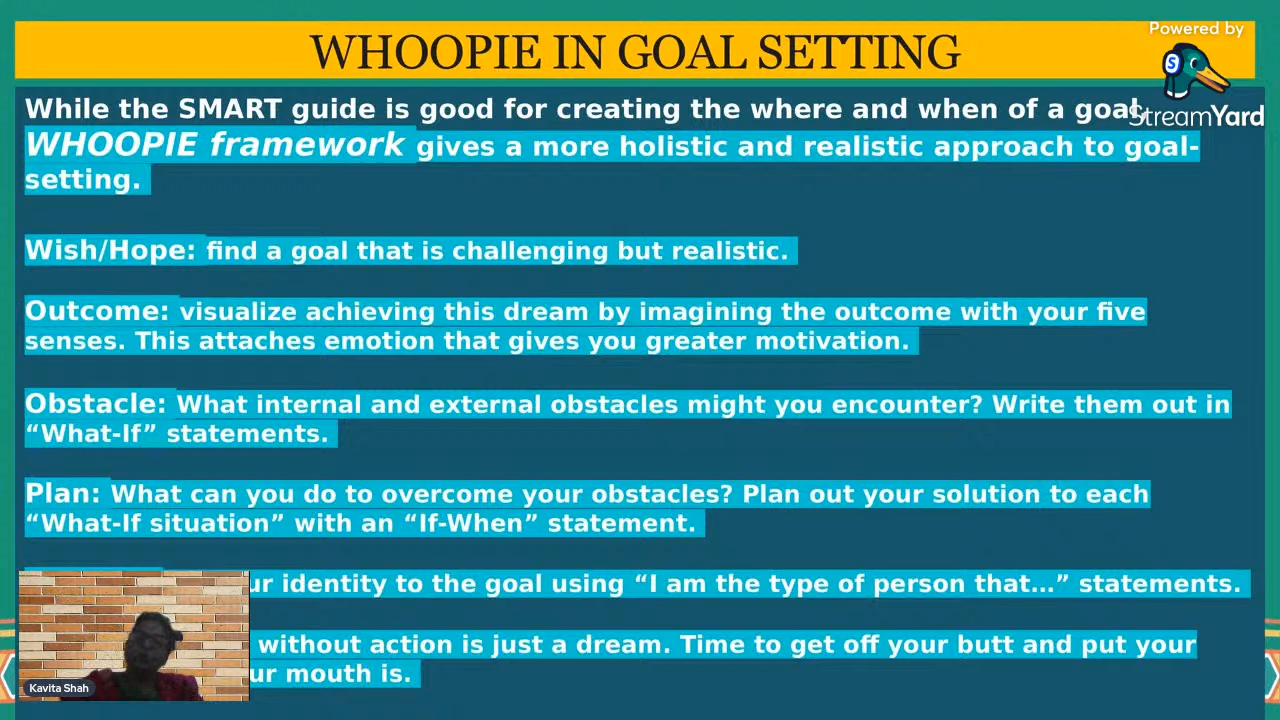 WHOOPIE IN GOAL SETTING
Powered by
StreamYard
While the SMART guide is good for creating the where and when of a goal,
WHOOPIE framework gives a more holistic and realistic approach to goal-
setting.
Wish/Hope: find a goal that is challenging but realistic.
Outcome: visualize achieving this dream by imagining the outcome with your five
senses. This attaches emotion that gives you greater motivation.
Obstacle: What internal and external obstacles might you encounter? Write them out in
“What-If” statements.
Plan: What can you do to overcome your obstacles? Plan out your solution to each
“What-If situation” with an “If-When” statement.
identity to the goal using “I am the type of person that…” statements.
without action is just a dream. Time to get off your butt and put your
mouth is.
Kavita Shah